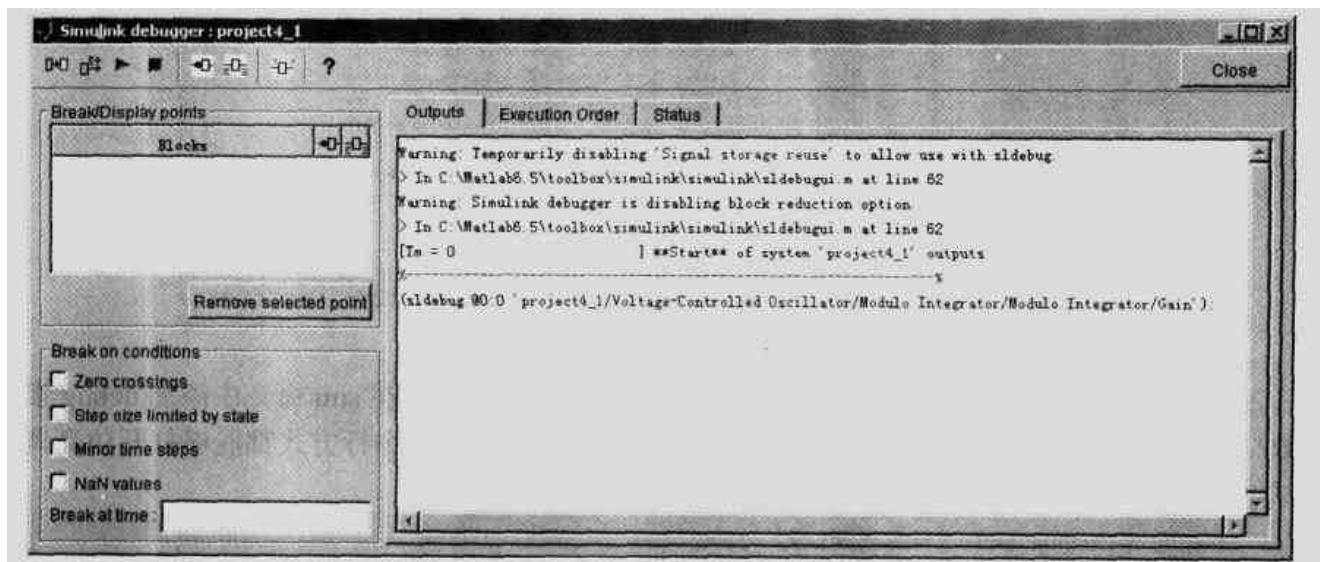 Simulink debugger : project4_1
?
Close
Break/Display points
Blocks
Remove selected point
Break on conditions
Zero crossings
Step size limited by state
Minor time steps
NaN values
Break at time :
Outputs
Execution Order
Status
Warning: Temporarily disabling 'Signal storage reuse' to allow use with sldebug
> In C:\Matlab6.5\toolbox\simulink\simulink\sldebugui.m at line 62
Warning: Simulink debugger is disabling block reduction option
> In C:\Matlab6.5\toolbox\simulink\simulink\sldebugui.m at line 62
[Tm = 0 ] **Start** of system 'project4_1' outputs
%----------------------------------------------------------------%
(sldebug @0:0 'project4_1/Voltage-Controlled Oscillator/Modulo Integrator/Modulo Integrator/Gain'):